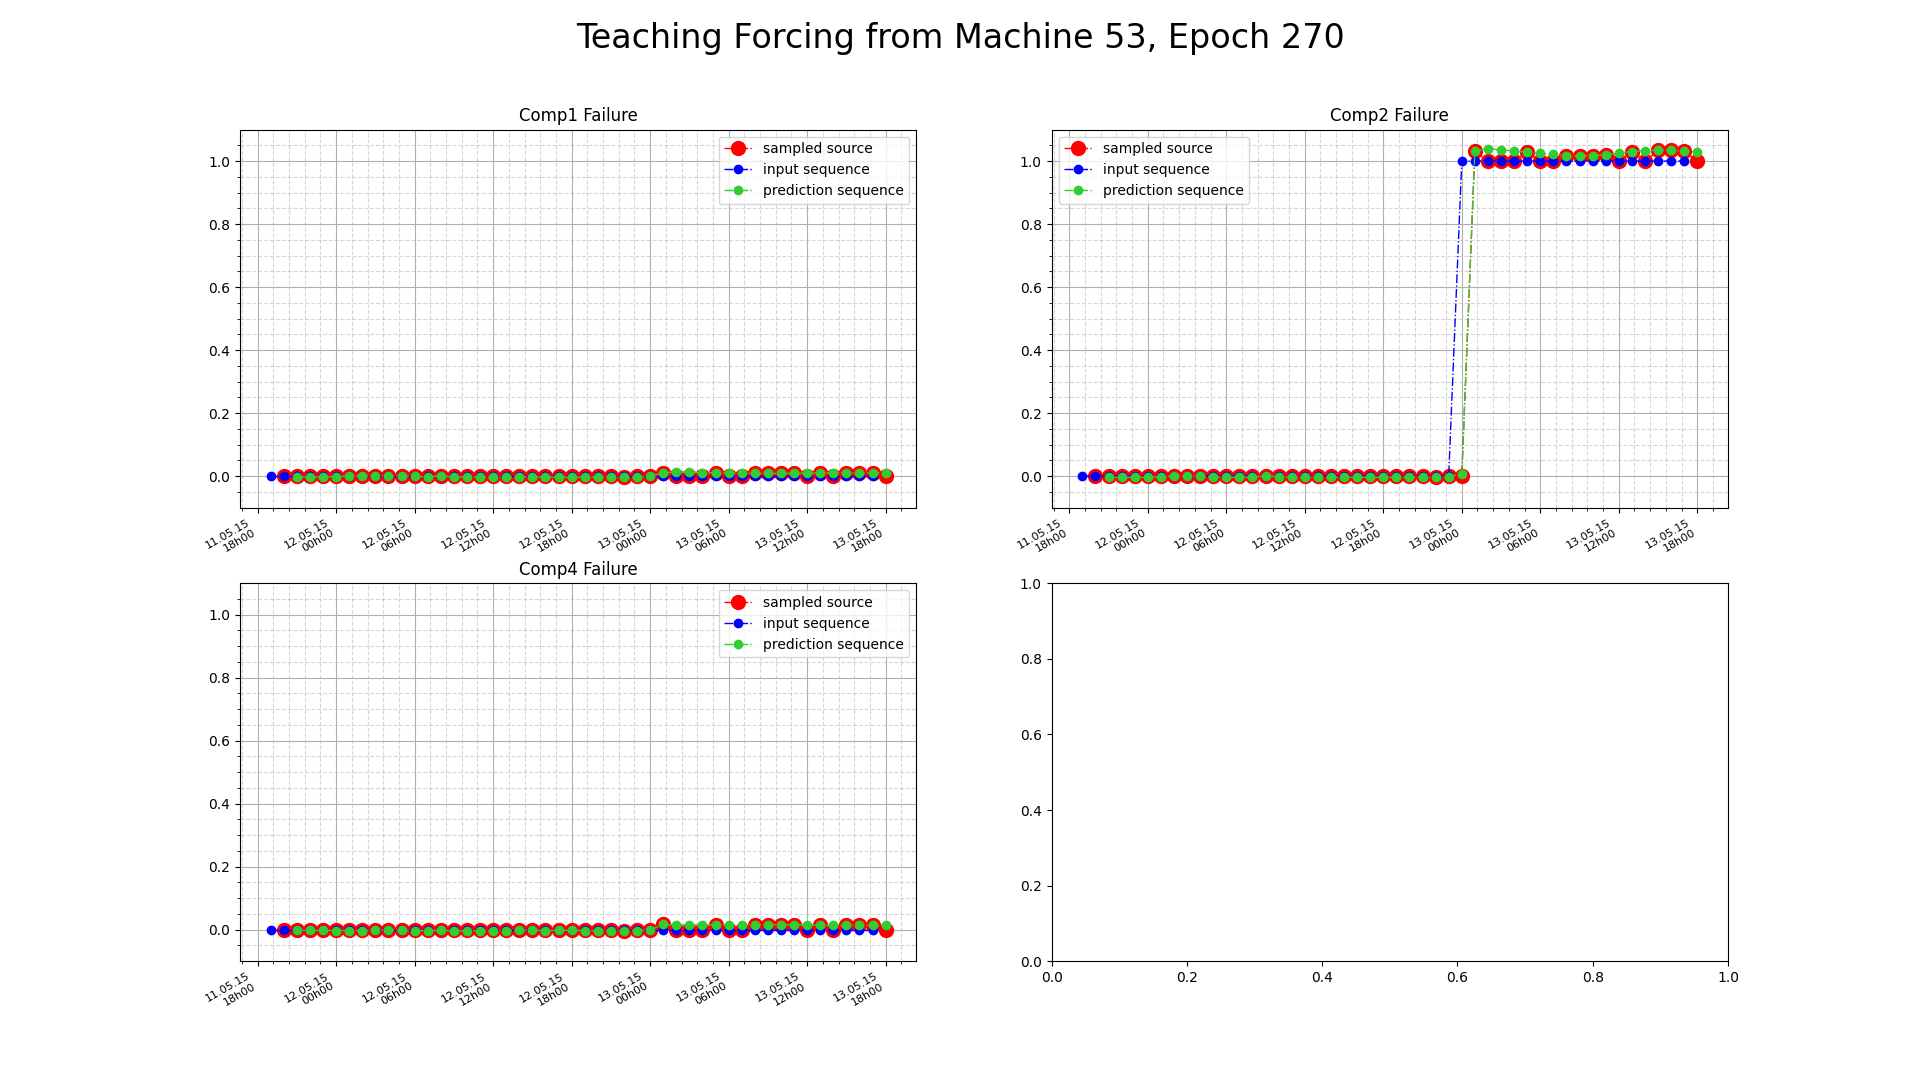 Teaching Forcing from Machine 53, Epoch 270
Comp1 Failure
sampled source
input sequence
prediction sequence
1.0
0.8
0.6
0.4
0.2
0.0
11.05.15
18h00
12.05.15
00h00
12.05.15
06h00
12.05.15
12h00
12.05.15
18h00
13.05.15
00h00
13.05.15
06h00
13.05.15
12h00
13.05.15
18h00
Comp2 Failure
sampled source
input sequence
prediction sequence
1.0
0.8
0.6
0.4
0.2
0.0
11.05.15
18h00
12.05.15
00h00
12.05.15
06h00
12.05.15
12h00
12.05.15
18h00
13.05.15
00h00
13.05.15
06h00
13.05.15
12h00
13.05.15
18h00
Comp4 Failure
sampled source
input sequence
prediction sequence
1.0
0.8
0.6
0.4
0.2
0.0
11.05.15
18h00
12.05.15
00h00
12.05.15
06h00
12.05.15
12h00
12.05.15
18h00
13.05.15
00h00
13.05.15
06h00
13.05.15
12h00
13.05.15
18h00
1.0
0.8
0.6
0.4
0.2
0.0
0.0
0.2
0.4
0.6
0.8
1.0